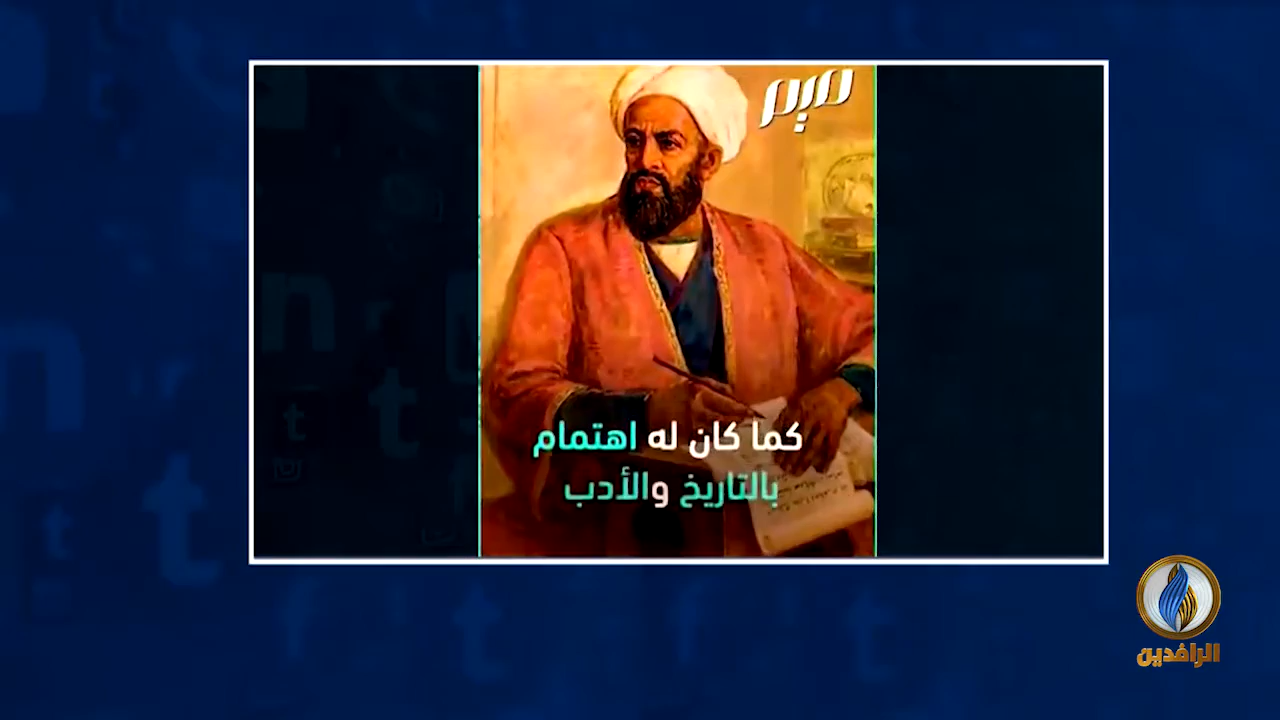 ميم
كما كان له اهتمام
بالتاريخ والأدب
الرافدين